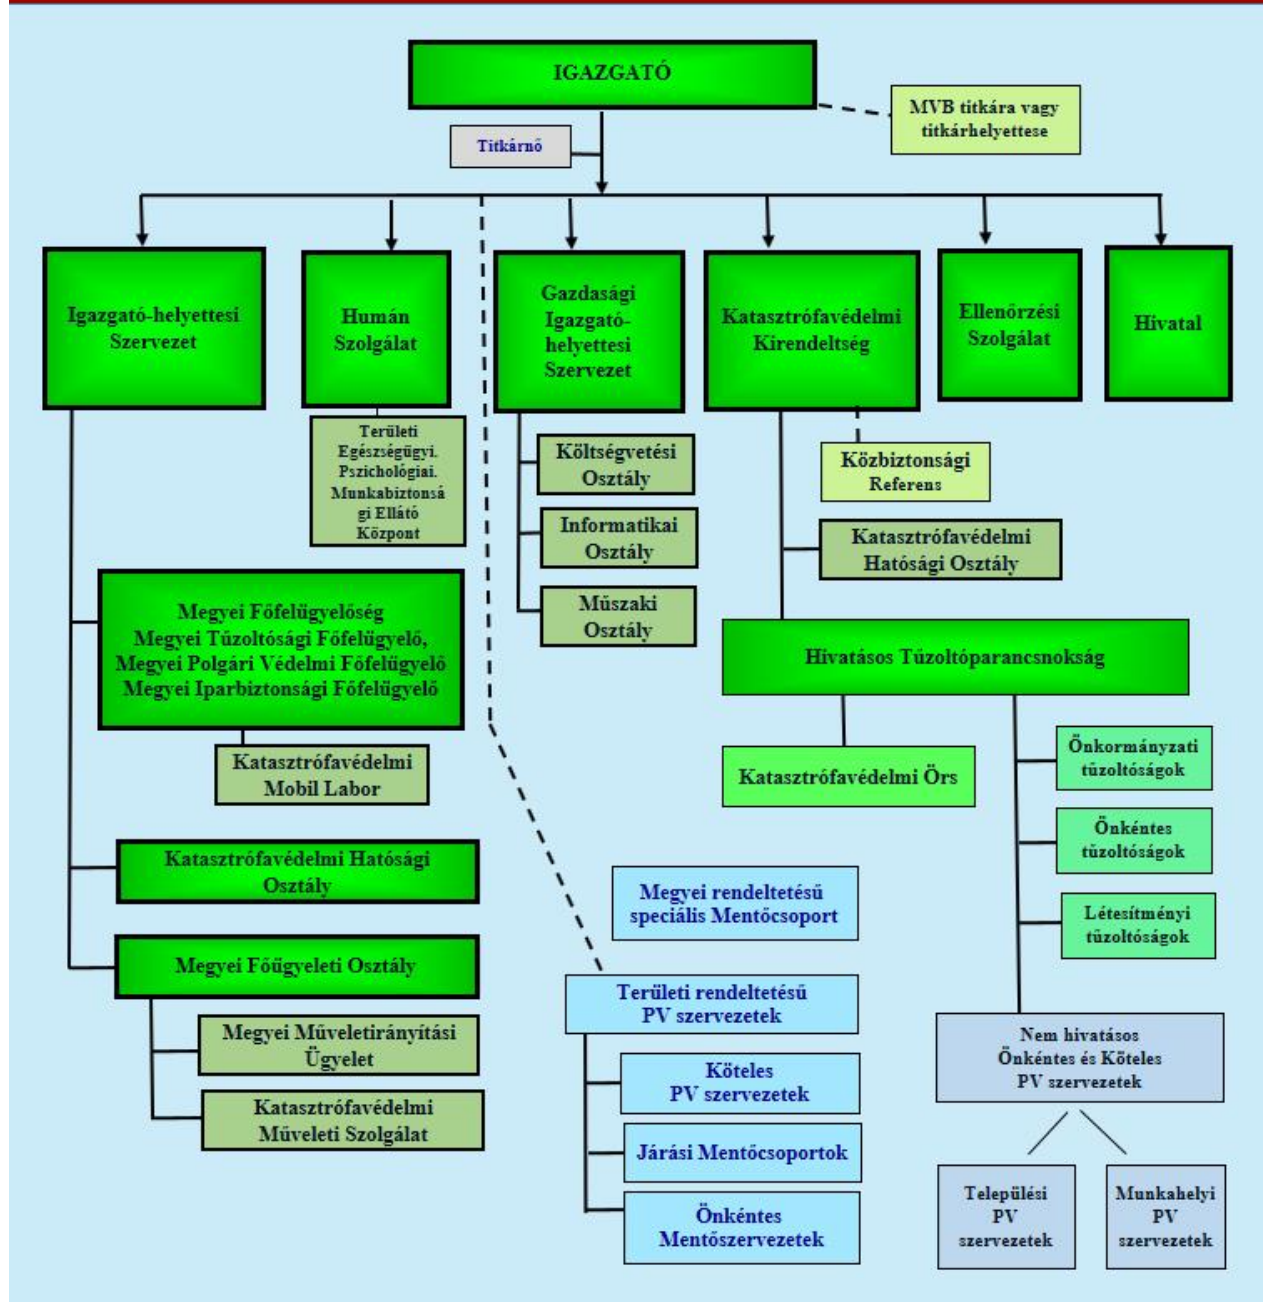 IGAZGATÓ
MVB titkára vagy
titkárhelyettese
Titkárnő
Igazgató-helyettesi
Szervezet
Humán
Szolgálat
Gazdasági
Igazgató-
helyettesi
Szervezet
Katasztrófavédelmi
Kirendeltség
Ellenőrzési
Szolgálat
Hivatal
Területi
Egészségügyi.
Pszichológiai.
Munkabiztonsá
gi Ellátó
Központ
Költségvetési
Osztály
Informatikai
Osztály
Műszaki
Osztály
Közbiztonsági
Referens
Katasztrófavédelmi
Hatósági Osztály
Megyei Főfelügyelőség
Megyei Tűzoltósági Főfelügyelő,
Megyei Polgári Védelmi Főfelügyelő
Megyei Iparbiztonsági Főfelügyelő
Katasztrófavédelmi
Mobil Labor
Hivatásos Tűzoltóparancsnokság
Katasztrófavédelmi Őrs
Önkormányzati
tűzoltóságok
Önkéntes
tűzoltóságok
Létesítményi
tűzoltóságok
Katasztrófavédelmi Hatósági
Osztály
Megyei Főügyeleti Osztály
Megyei Műveletirányítási
Ügyelet
Katasztrófavédelmi
Műveleti Szolgálat
Megyei rendeltetésű
speciális Mentőcsoport
Területi rendeltetésű
PV szervezetek
Köteles
PV szervezetek
Járási Mentőcsoportok
Önkéntes
Mentőszervezetek
Nem hivatásos
Önkéntes és Köteles
PV szervezetek
Települési
PV
szervezetek
Munkahelyi
PV
szervezetek